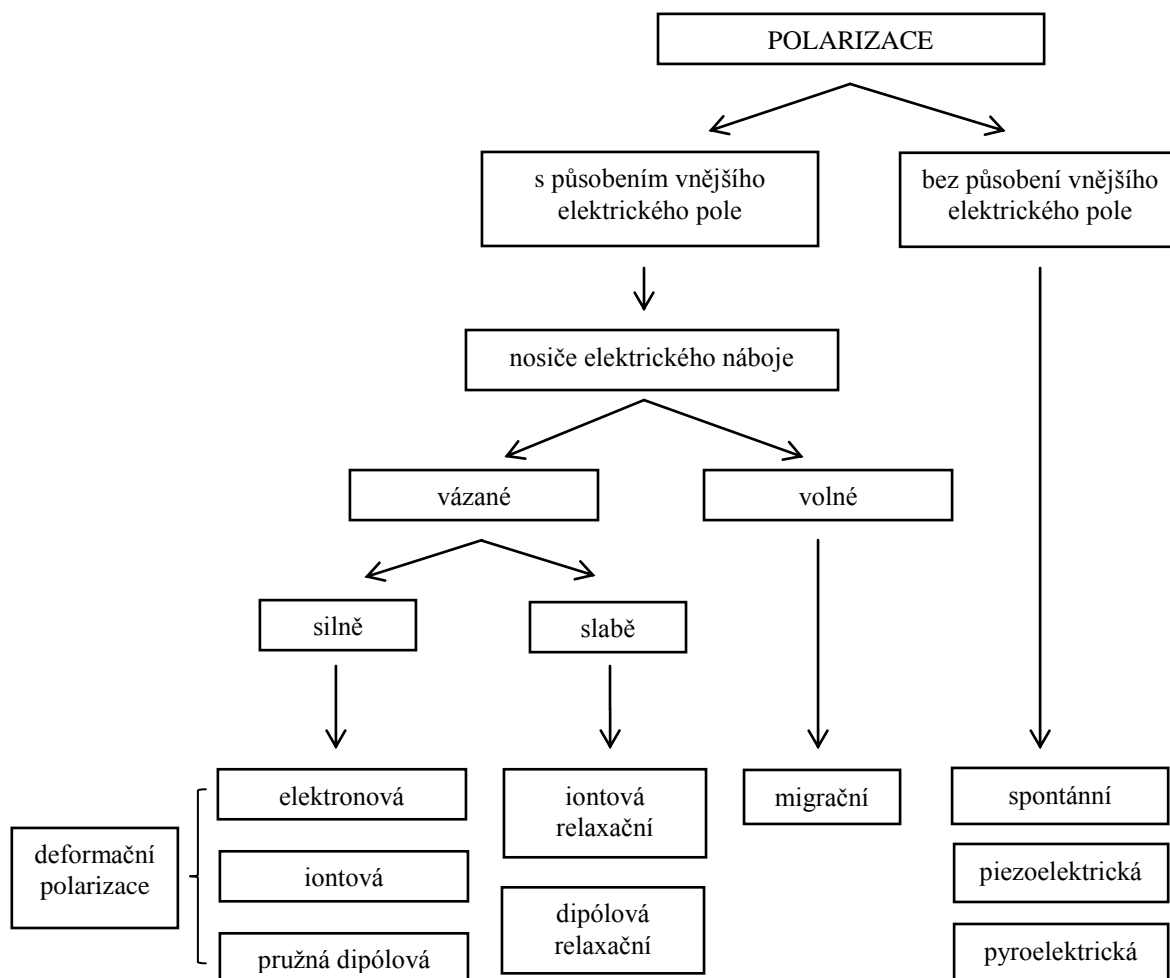 POLARIZACE
s působením vnějšího
elektrického pole
bez působení vnějšího
elektrického pole
nosiče elektrického náboje
vázané
volné
silně
slabě
elektronová
iontová
relaxační
migrační
spontánní
deformační
polarizace
iontová
piezoelektrická
dipólová
relaxační
pružná dipólová
pyroelektrická